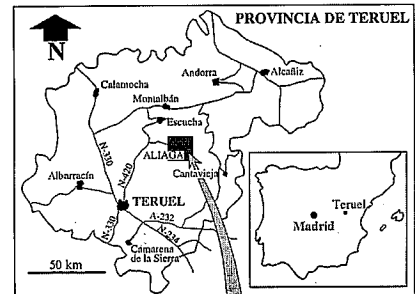 PROVINCIA DE TERUEL
N
Calamocha
Andorra
Alcañiz
Montalbán
Escucha
ALIAGA
Cantavieja
N-330
N-420
Albarracín
TERUEL
A-232
N-234
N-330
Camarena
de la Sierra
50 km
Teruel
Madrid